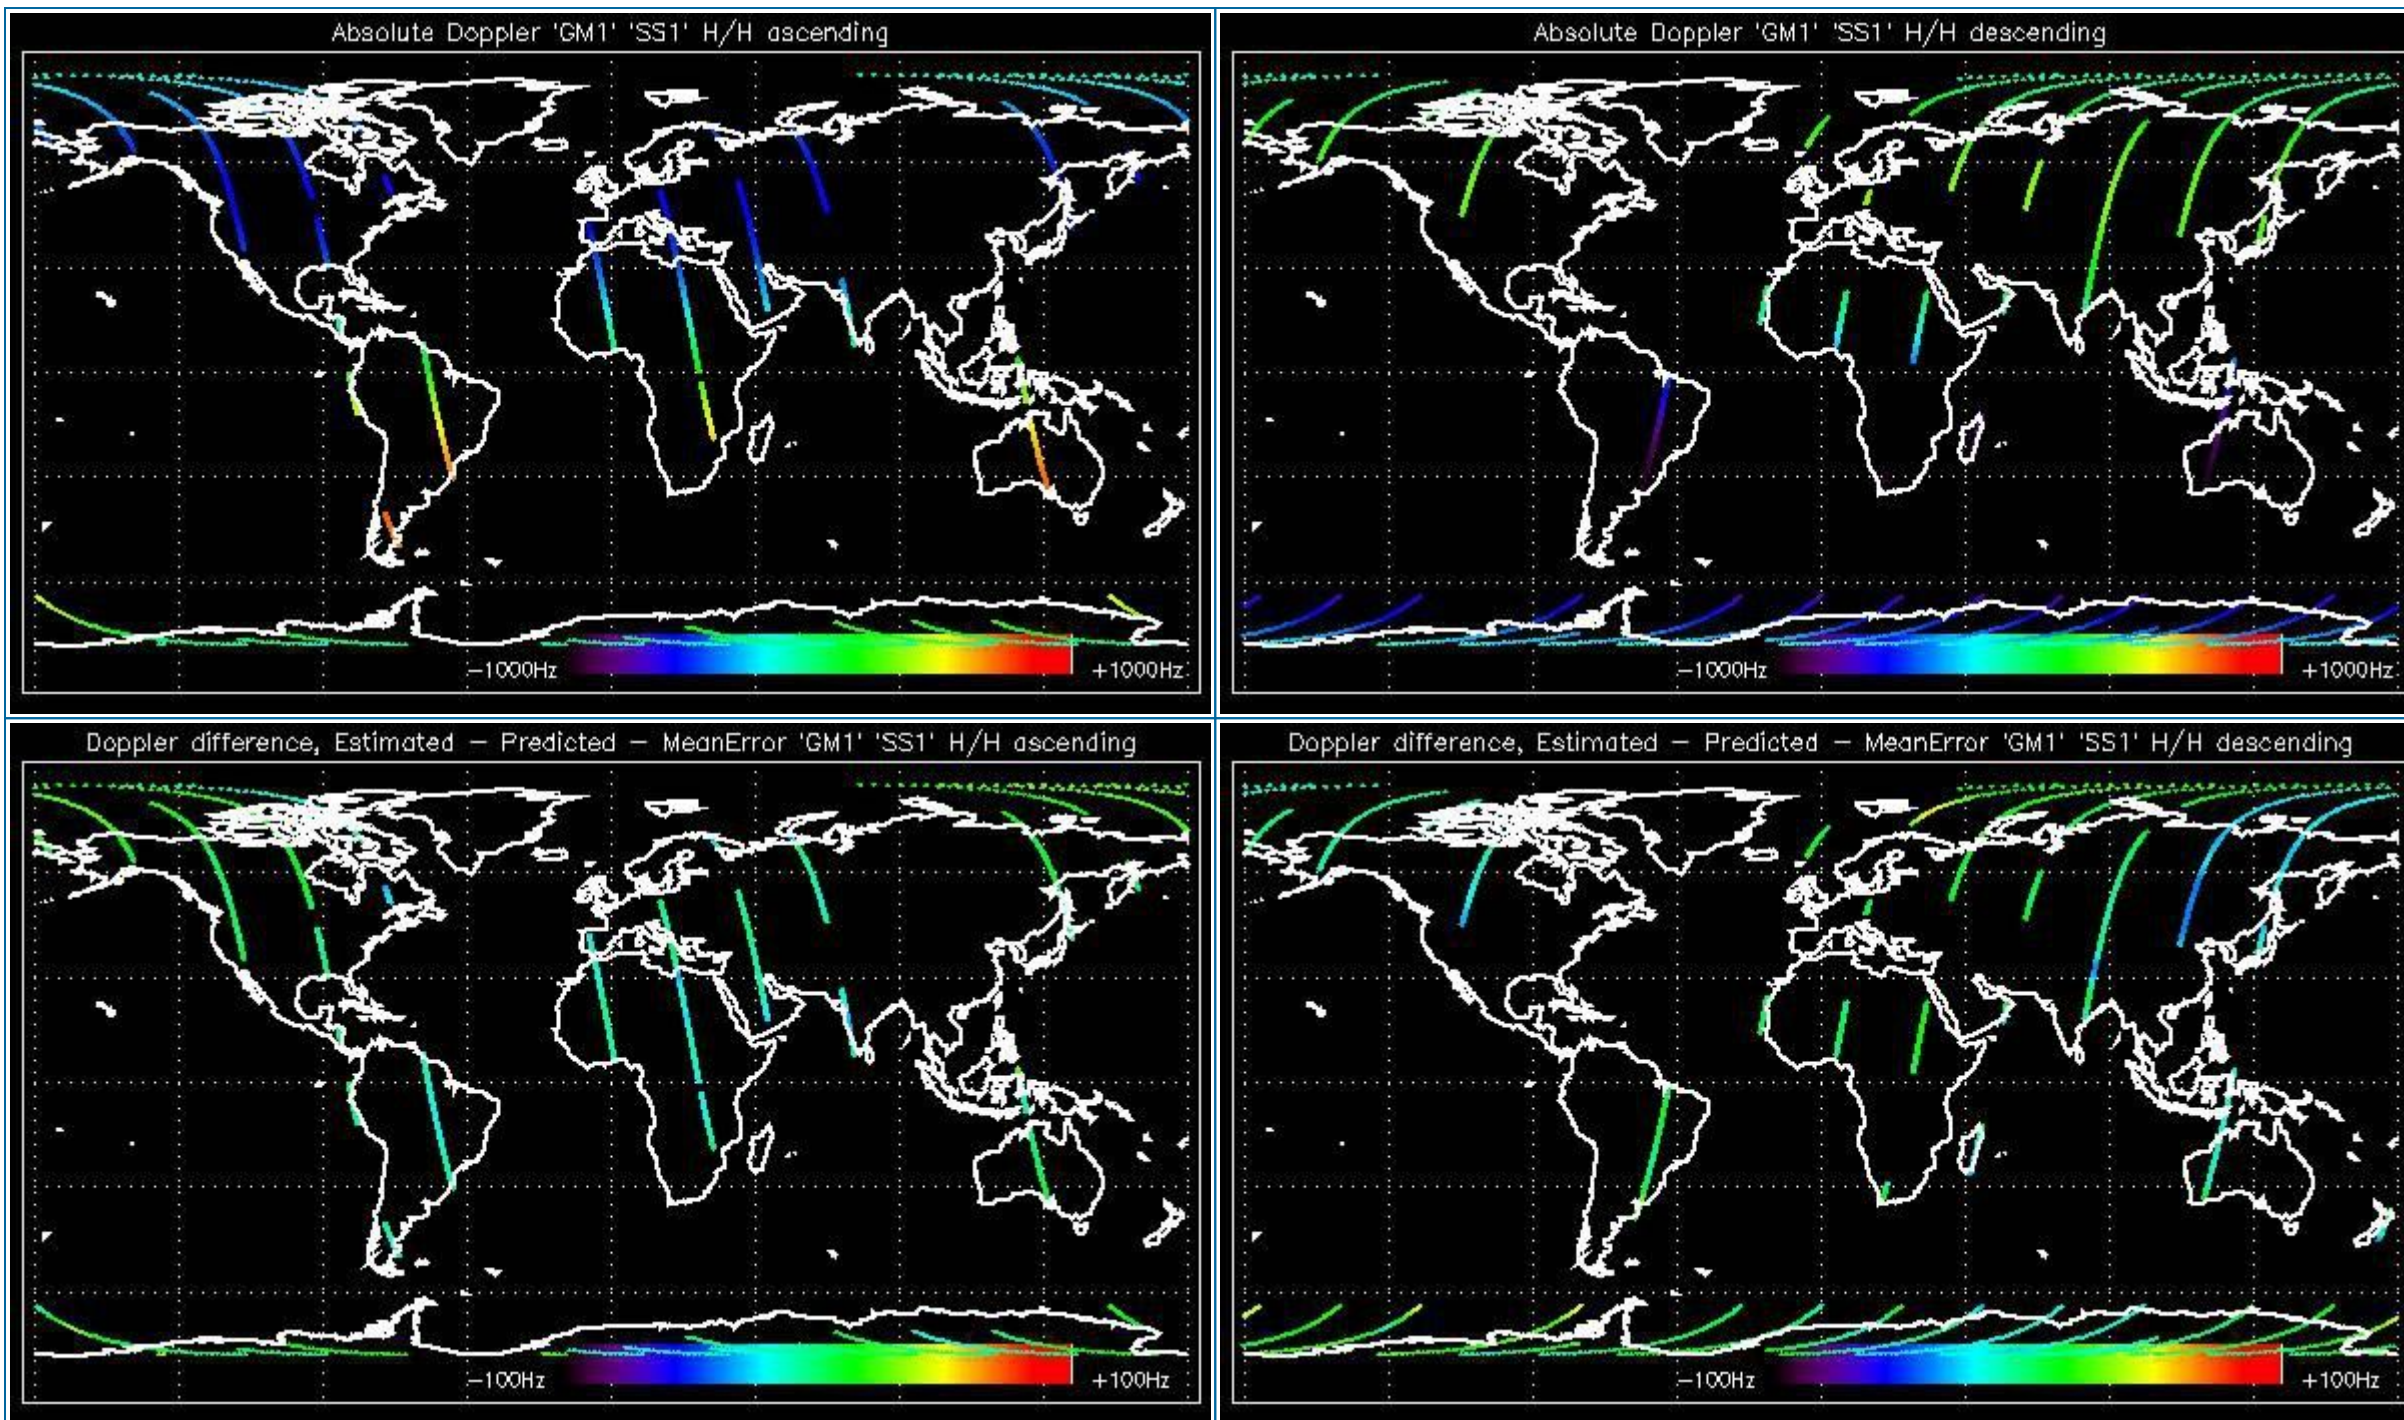 Absolute Doppler 'GM1' 'SS1' H/H ascending
-1000Hz
+1000Hz
Absolute Doppler 'GM1' 'SS1' H/H descending
-1000Hz
+1000Hz
Doppler difference, Estimated - Predicted - MeanError 'GM1' 'SS1' H/H ascending
-100Hz
+100Hz
Doppler difference, Estimated - Predicted - MeanError 'GM1' 'SS1' H/H descending
-100Hz
+100Hz